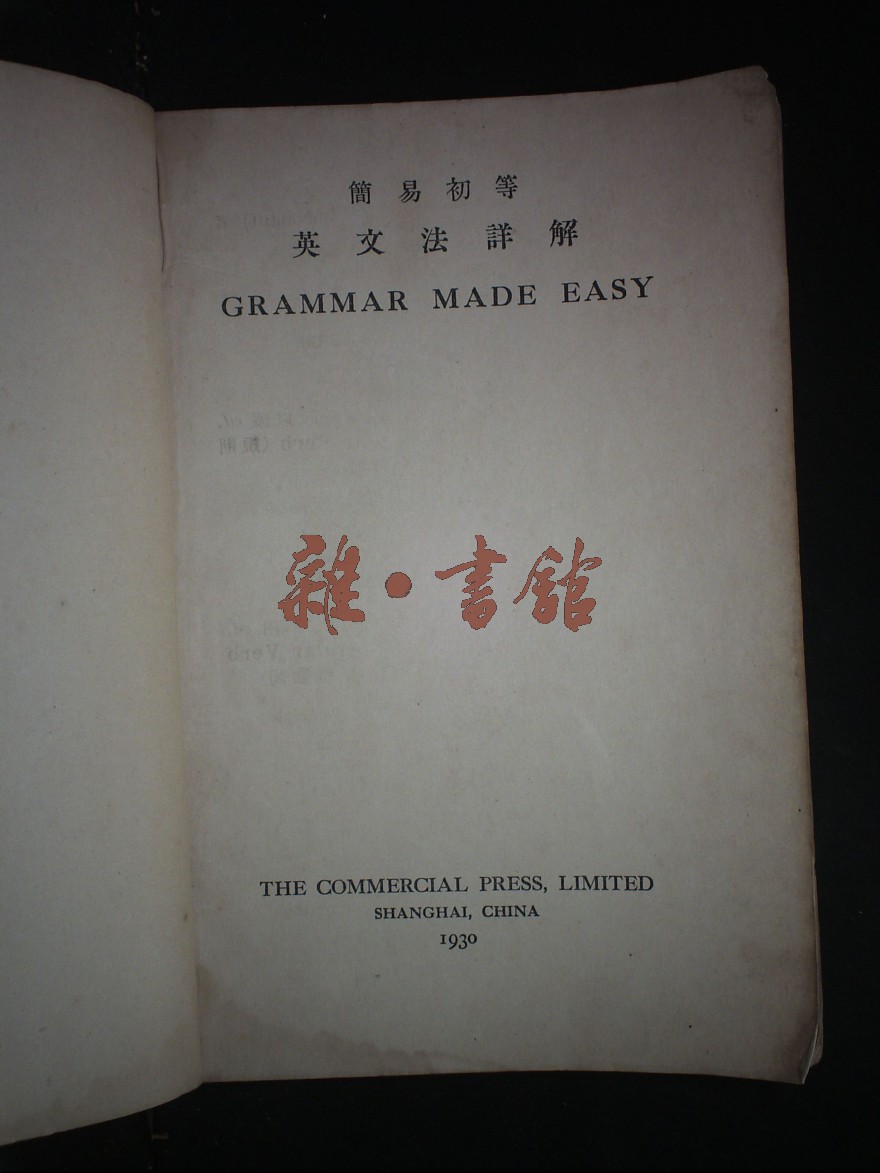 簡易初等
英文法詳解
GRAMMAR MADE EASY
雜·書館
THE COMMERCIAL PRESS, LIMITED
SHANGHAI, CHINA
1930